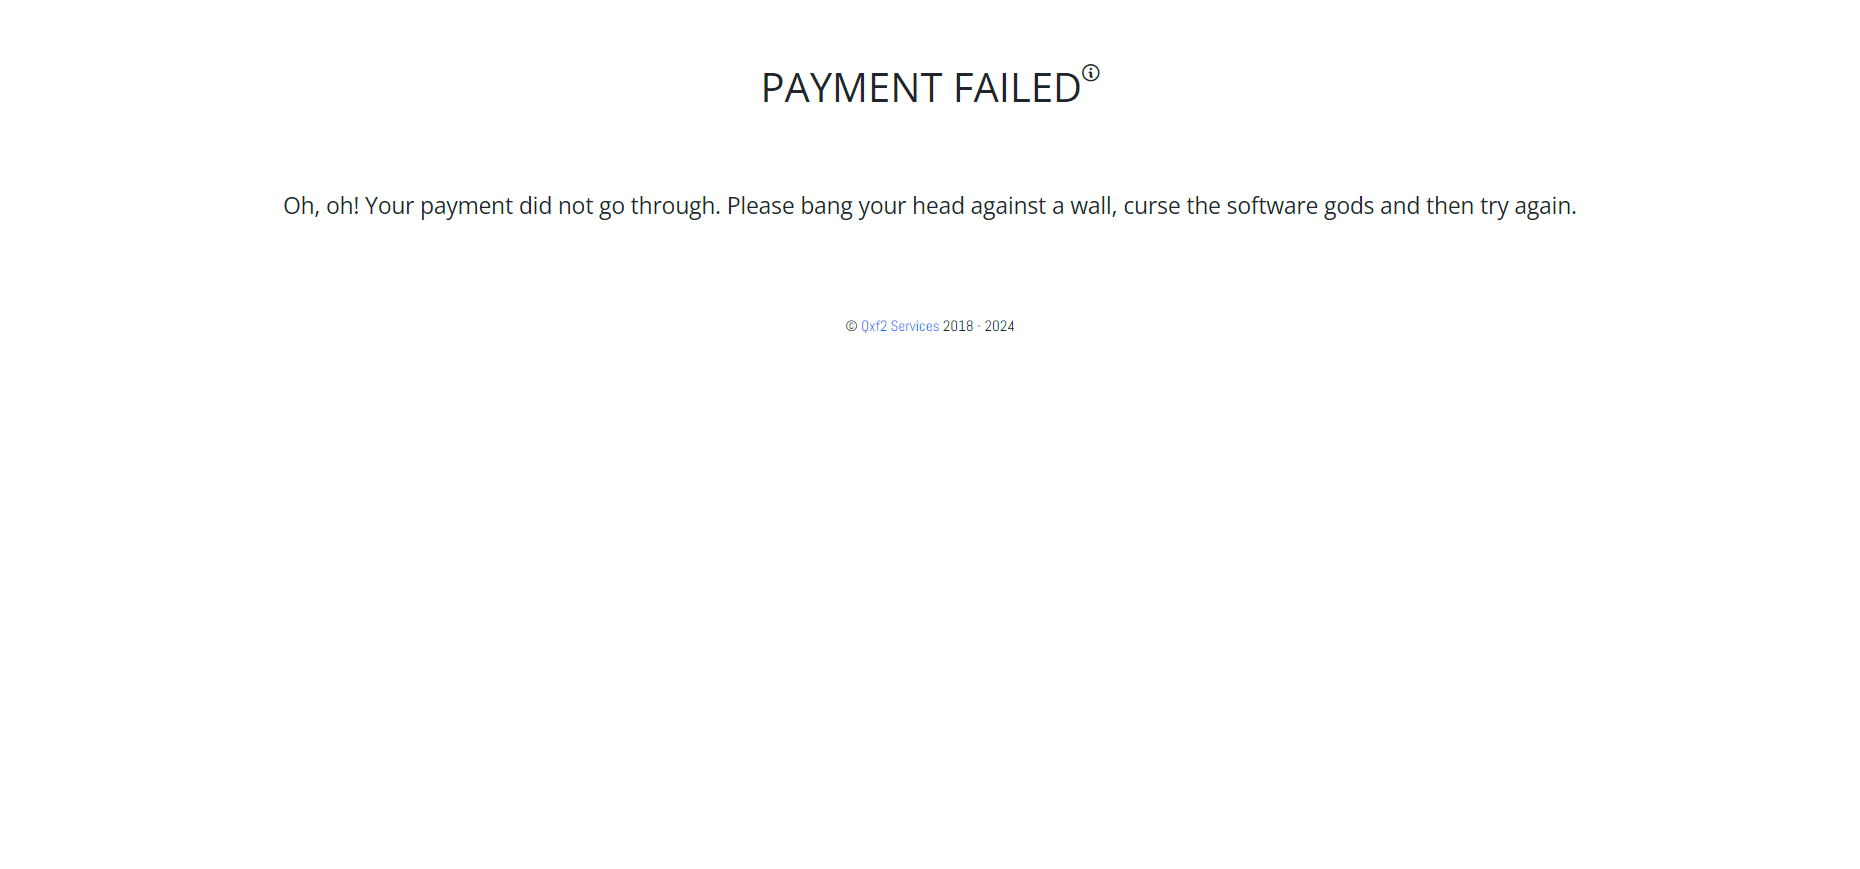 PAYMENT FAILED
Oh, oh! Your payment did not go through. Please bang your head against a wall, curse the software gods and then try again.
© Qxf2 Services 2018 - 2024